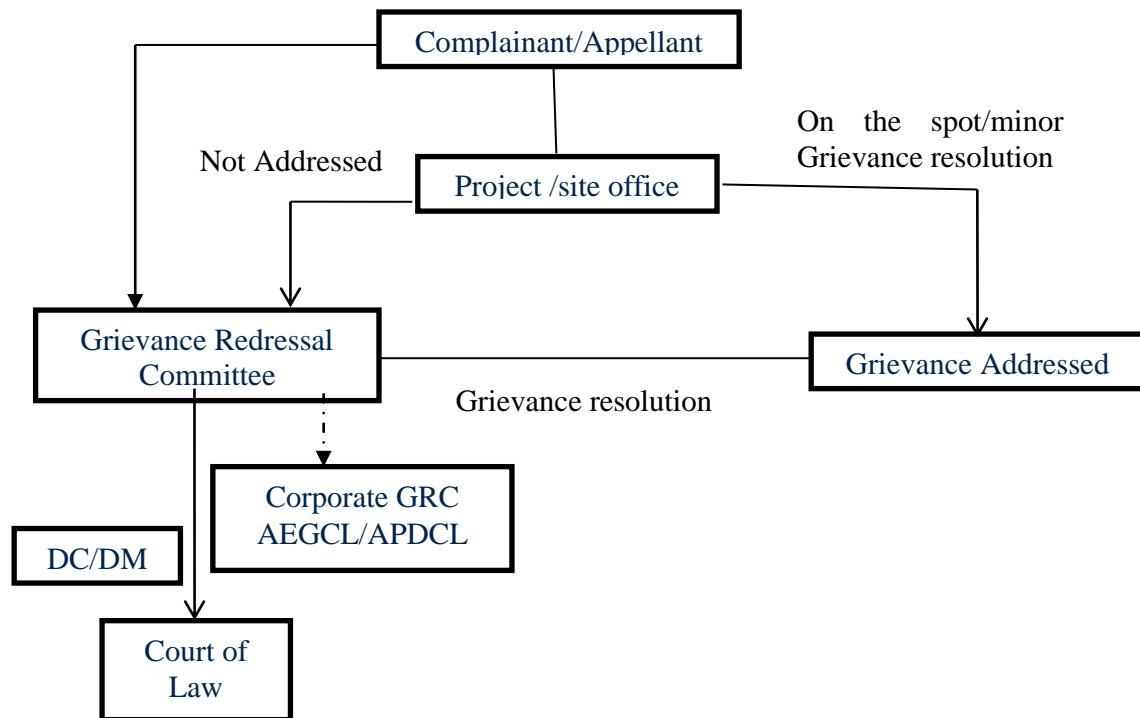 Complainant/Appellant
On the spot/minor
Grievance resolution
Not Addressed
Project /site office
Grievance Redressal
Committee
Grievance Addressed
Grievance resolution
Corporate GRC
AEGCL/APDCL
DC/DM
Court of
Law